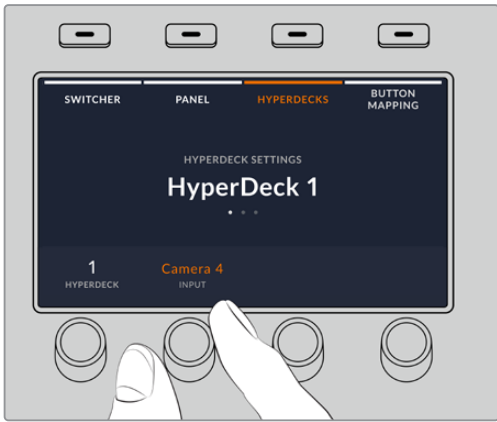 SWITCHER PANEL HYPERDECKS BUTTON MAPPING
HYPERDECK SETTINGS
HyperDeck 1
1 Camera 4
HYPERDECK INPUT